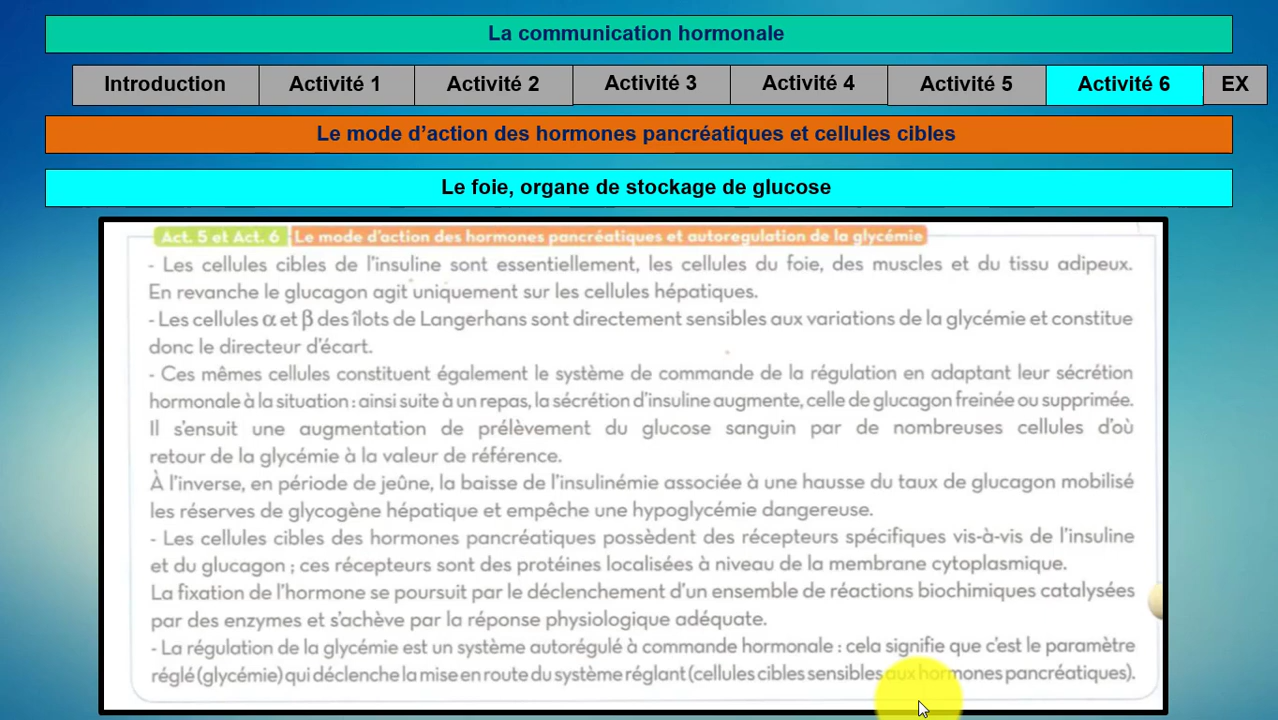 La communication hormonale
Introduction Activité 1 Activité 2 Activité 3 Activité 4 Activité 5 Activité 6 EX
Le mode d’action des hormones pancréatiques et cellules cibles
Le foie, organe de stockage de glucose
Act. 5 et Act. 6 Le mode d'action des hormones pancréatiques et autoregulation de la glycémie
- Les cellules cibles de l'insuline sont essentiellement, les cellules du foie, des muscles et du tissu adipeux.
En revanche le glucagon agit uniquement sur les cellules hépatiques.
- Les cellules α et β des îlots de Langerhans sont directement sensibles aux variations de la glycémie et constitue
donc le directeur d'écart.
- Ces mêmes cellules constituent également le système de commande de la régulation en adaptant leur sécrétion
hormonale à la situation : ainsi suite à un repas, la sécrétion d'insuline augmente, celle de glucagon freinée ou supprimée.
Il s'ensuit une augmentation de prélèvement du glucose sanguin par de nombreuses cellules d'où
retour de la glycémie à la valeur de référence.
À l'inverse, en période de jeûne, la baisse de l'insulinémie associée à une hausse du taux de glucagon mobilisé
les réserves de glycogène hépatique et empêche une hypoglycémie dangereuse.
- Les cellules cibles des hormones pancréatiques possèdent des récepteurs spécifiques vis-à-vis de l'insuline
et du glucagon ; ces récepteurs sont des protéines localisées à niveau de la membrane cytoplasmique.
La fixation de l'hormone se poursuit par le déclenchement d'un ensemble de réactions biochimiques catalysées
par des enzymes et s'achève par la réponse physiologique adéquate.
- La régulation de la glycémie est un système autorégulé à commande hormonale : cela signifie que c'est le paramètre
réglé (glycémie) qui déclenche la mise en route du système réglant (cellules cibles sensibles aux hormones pancréatiques).